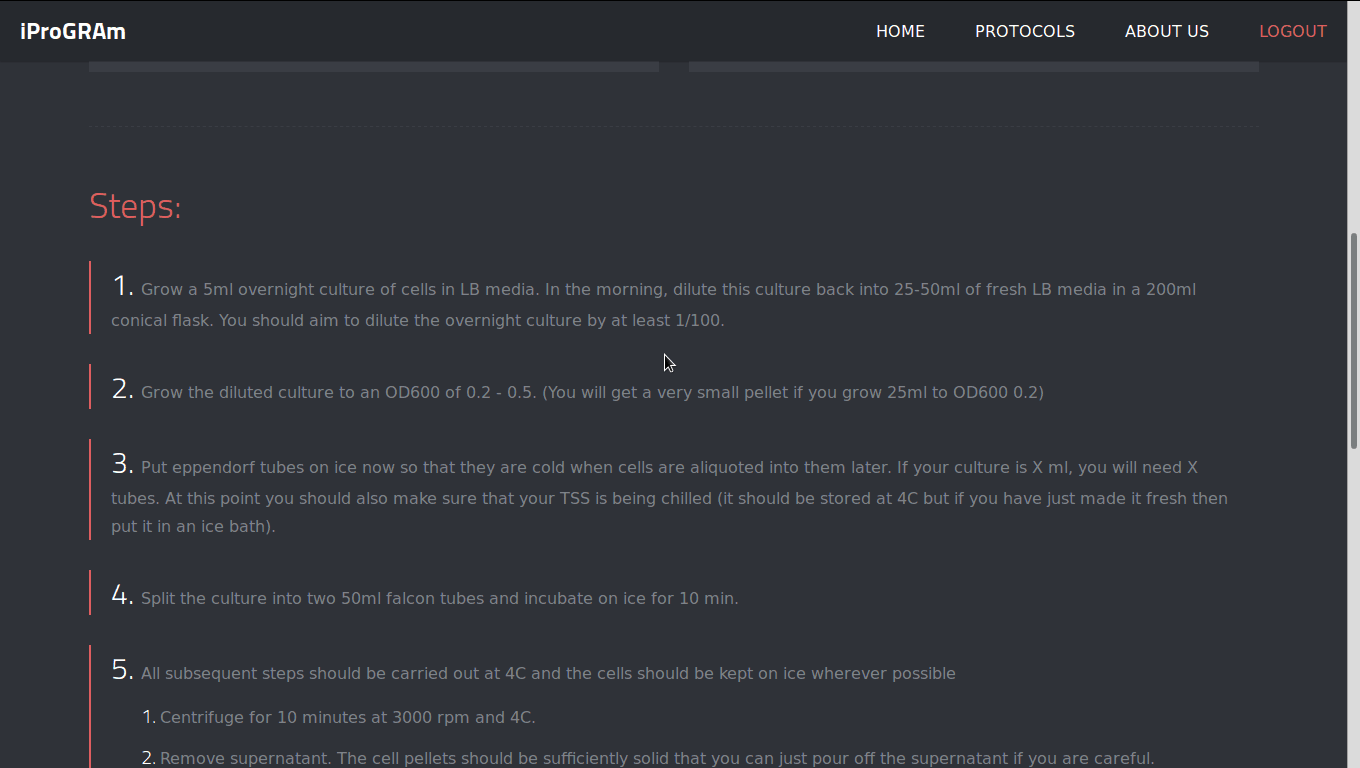 iProGRAm HOME PROTOCOLS ABOUT US LOGOUT
Steps:
1. Grow a 5ml overnight culture of cells in LB media. In the morning, dilute this culture back into 25-50ml of fresh LB media in a 200ml
conical flask. You should aim to dilute the overnight culture by at least 1/100.
2. Grow the diluted culture to an OD600 of 0.2 - 0.5. (You will get a very small pellet if you grow 25ml to OD600 0.2)
3. Put eppendorf tubes on ice now so that they are cold when cells are aliquoted into them later. If your culture is X ml, you will need X
tubes. At this point you should also make sure that your TSS is being chilled (it should be stored at 4C but if you have just made it fresh then
put it in an ice bath).
4. Split the culture into two 50ml falcon tubes and incubate on ice for 10 min.
5. All subsequent steps should be carried out at 4C and the cells should be kept on ice wherever possible
1. Centrifuge for 10 minutes at 3000 rpm and 4C.
2. Remove supernatant. The cell pellets should be sufficiently solid that you can just pour off the supernatant if you are careful.